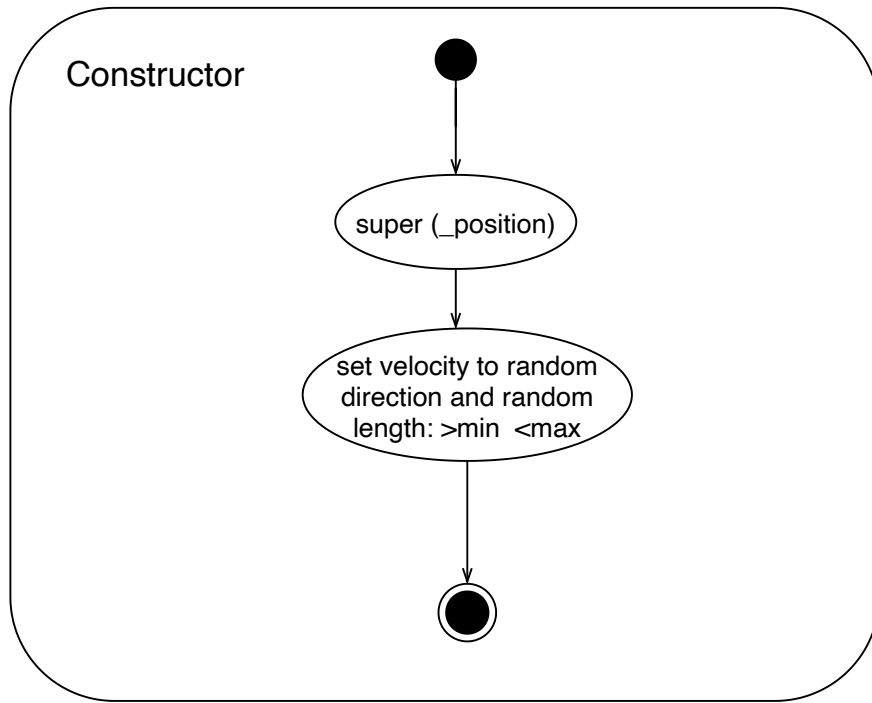 Constructor
super (_position)
set velocity to random
direction and random
length: >min  <max